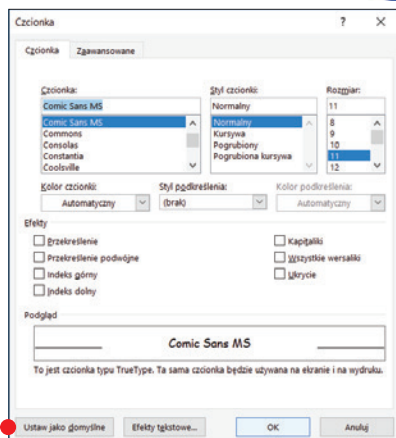 Czcionka ? ×
Czcionka Zaawansowane
Czcionka: Styl czcionki: Rozmiar:
Comic Sans MS Normalny 11
Comic Sans MS Normalny 8
Commons Kursywa 9
Consolas Pogrubiony 10
Constantia Pogrubiona kursywa 11
Coolsville 12
Kolor czcionki: Styl podkreślenia: Kolor podkreślenia:
Automatyczny (brak) Automatyczny
Efekty
Przekreślenie Kapitaliki
Przekreślenie podwójne Wszystkie wersaliki
Indeks górny Ukrycie
Indeks dolny
Podgląd
Comic Sans MS
To jest czcionka typu TrueType. Ta sama czcionka będzie używana na ekranie i na wydruku.
Ustaw jako domyślne Efekty tekstowe... OK Anuluj